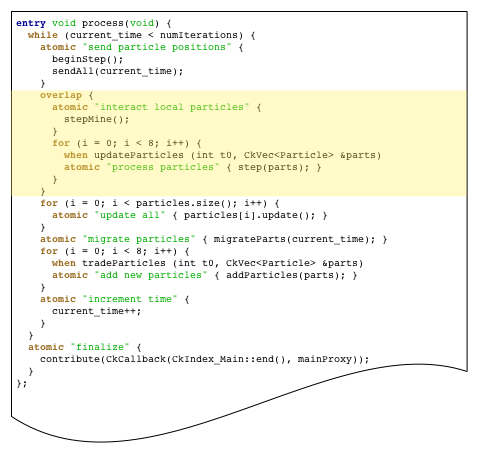 entry void process(void) {
  while (current_time < numIterations) {
    atomic "send particle positions" {
      beginStep();
      sendAll(current_time);
    }
    overlap {
      atomic "interact local particles" {
        stepMine();
      }
      for (i = 0; i < 8; i++) {
        when updateParticles (int t0, CkVec<Particle> &parts)
        atomic "process particles" { step(parts); }
      }
    }
    for (i = 0; i < particles.size(); i++) {
      atomic "update all" { particles[i].update(); }
    }
    atomic "migrate particles" { migrateParts(current_time); }
    for (i = 0; i < 8; i++) {
      when tradeParticles (int t0, CkVec<Particle> &parts)
      atomic "add new particles" { addParticles(parts); }
    }
    atomic "increment time" {
      current_time++;
    }
  }
  atomic "finalize" {
    contribute(CkCallback(CkIndex_Main::end(), mainProxy));
  }
};